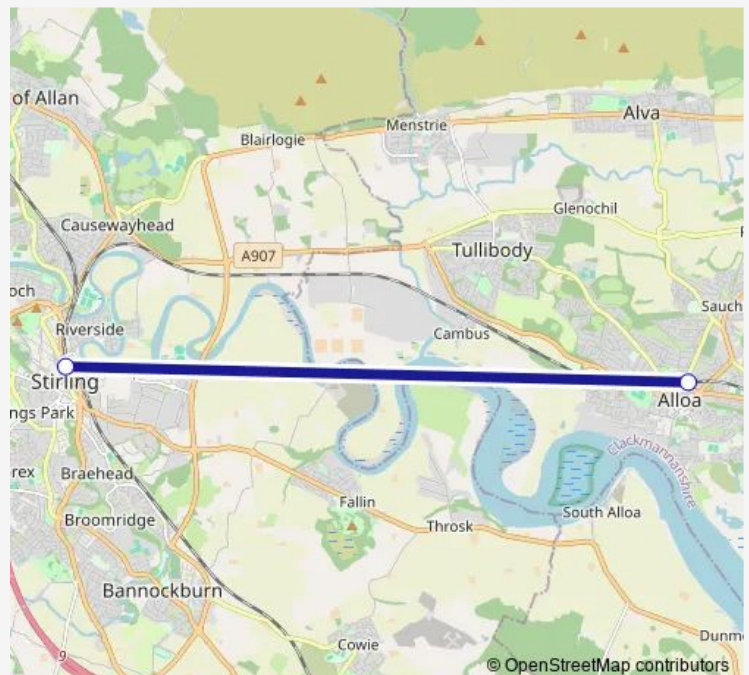 of Allan
Alva
Menstrie
Blairlogie
Glenochil
Causewayhead
Tullibody
A907
och
Sauch
Riverside
Cambus
Stirling
Alloa
ngs Park
Clackmannanshire
rex
Braehead
Fallin
South Alloa
Broomridge
Throsk
Bannockburn
Dunm
Cowie
9
© OpenStreetMap contributors